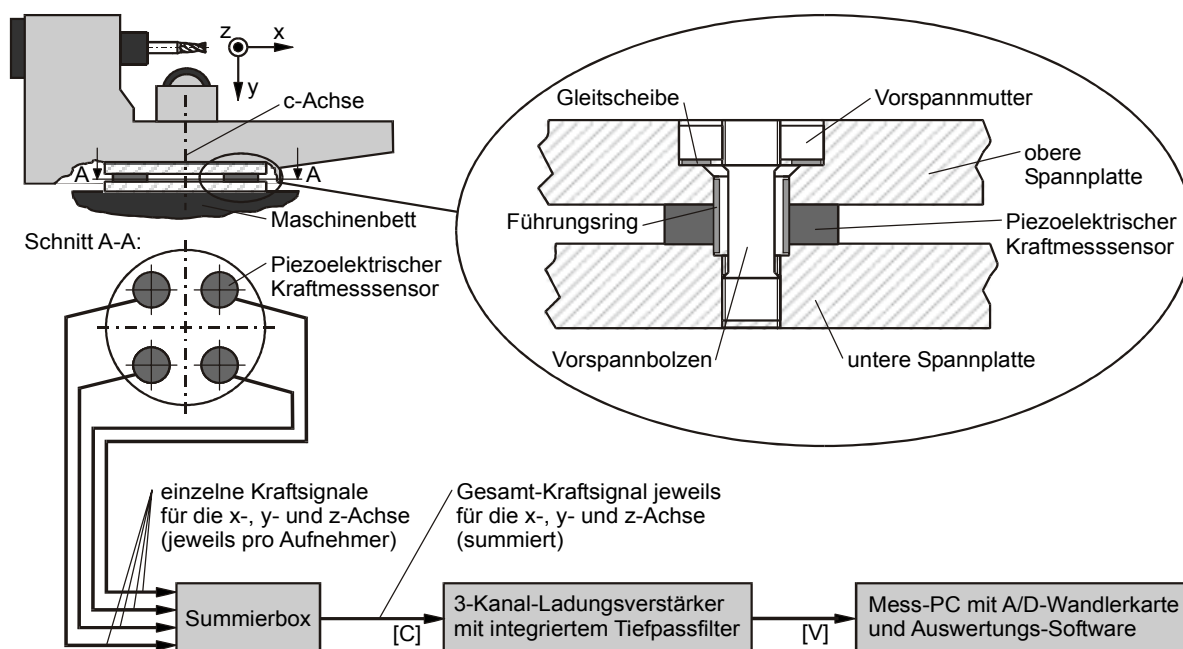 z
x
y
c-Achse
A
A
Maschinenbett
Gleitscheibe
Vorspannmutter
obere
Spannplatte
Führungsring
Piezoelektrischer
Kraftmesssensor
Vorspannbolzen
untere Spannplatte
Schnitt A-A:
Piezoelektrischer
Kraftmesssensor
einzelne Kraftsignale
für die x-, y- und z-Achse
(jeweils pro Aufnehmer)
Gesamt-Kraftsignal jeweils
für die x-, y- und z-Achse
(summiert)
Summierbox
[C]
3-Kanal-Ladungsverstärker
mit integriertem Tiefpassfilter
[V]
Mess-PC mit A/D-Wandlerkarte
und Auswertungs-Software